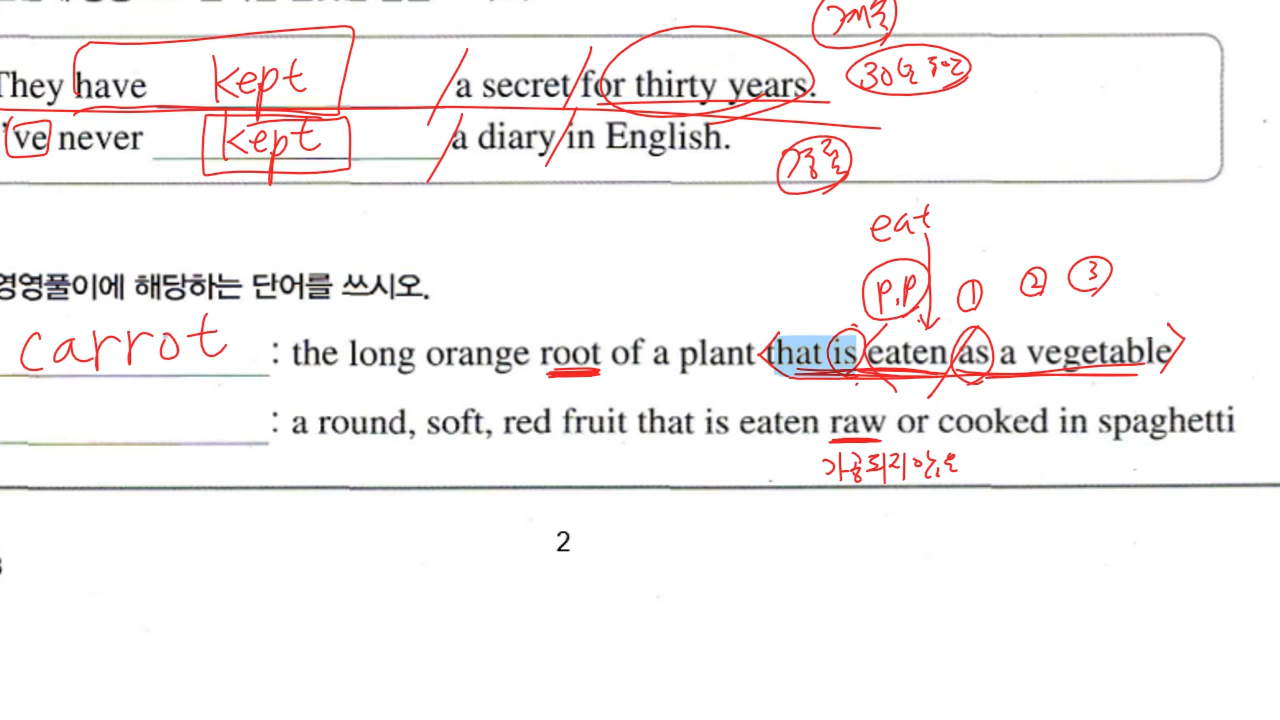 계속
They have kept a secret for thirty years.
30년 동안
've never kept a diary in English.
eat
영영풀이에 해당하는 단어를 쓰시오.
p.p ① ② ③
carrot : the long orange root of a plant that is eaten as a vegetable
: a round, soft, red fruit that is eaten raw or cooked in spaghetti
가공되지 않은
2